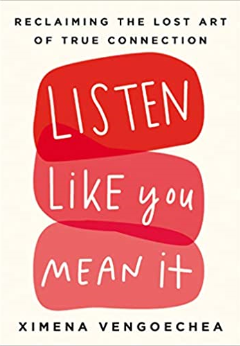 RECLAIMING THE LOST ART
OF TRUE CONNECTION
LISTEN
LIKE you
MEAN it
XIMENA VENGOECHEA